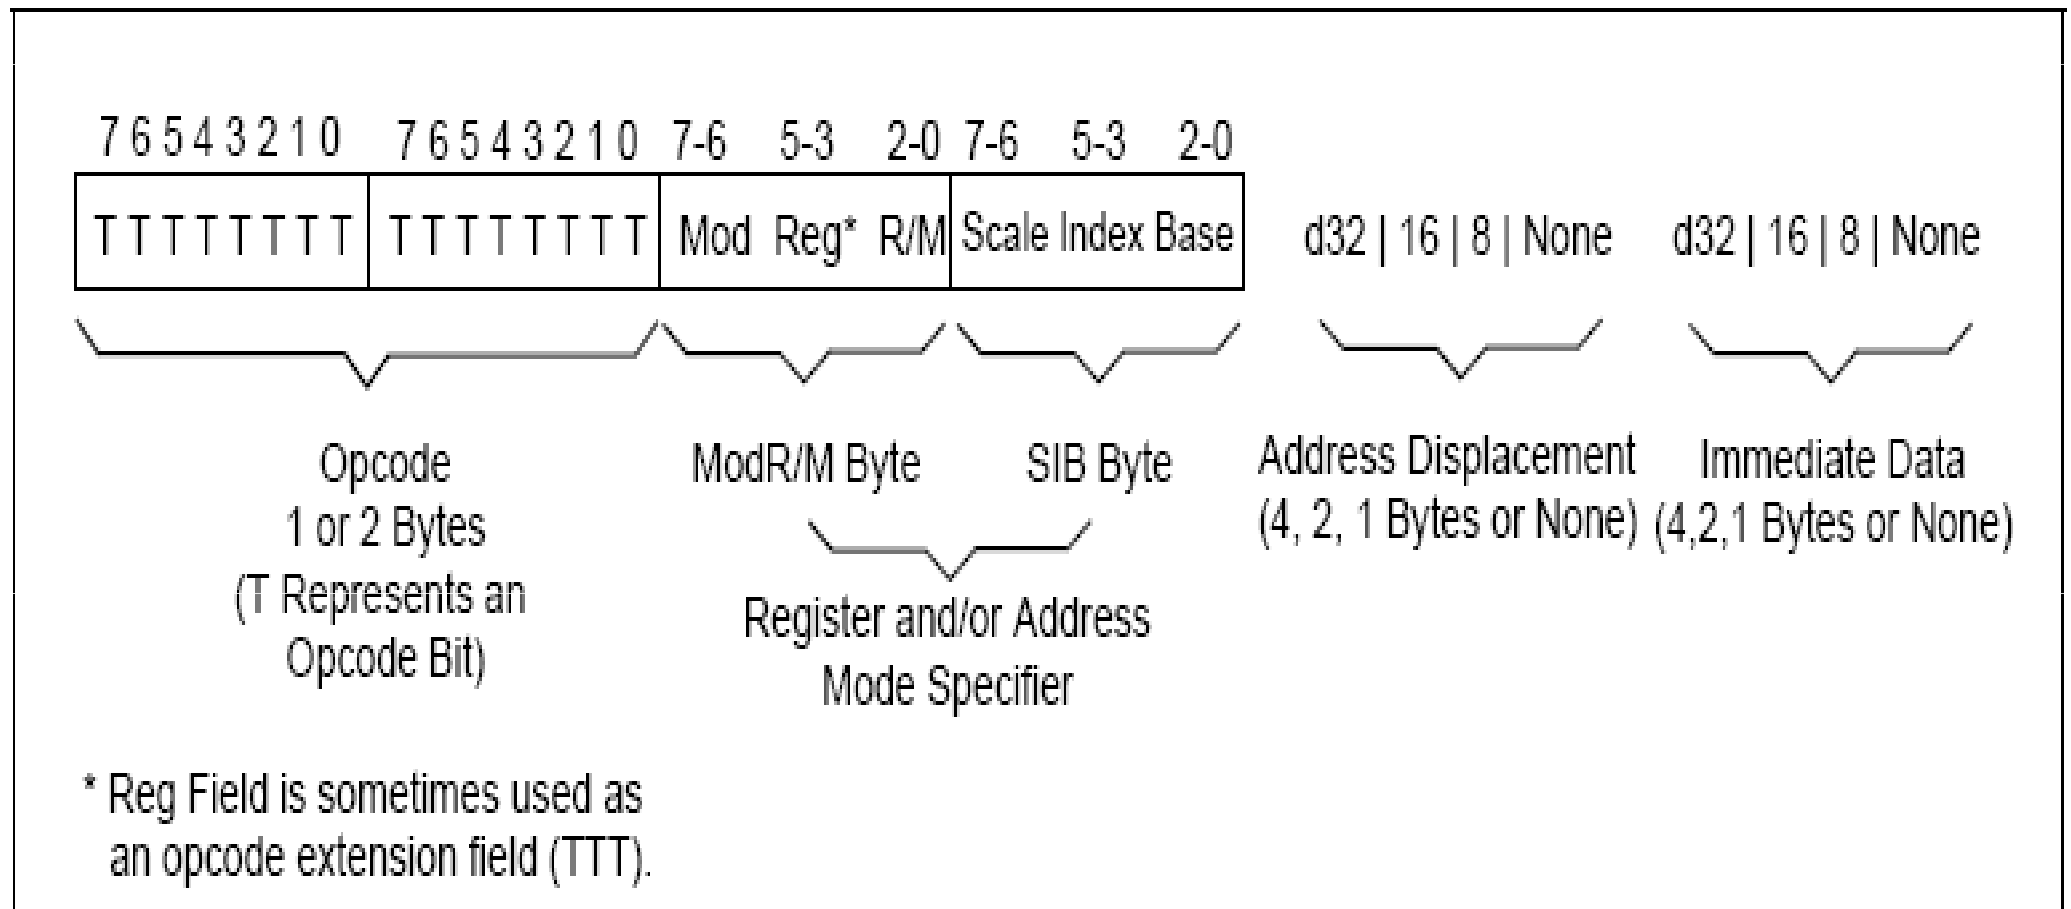 7 6 5 4 3 2 1 0 7 6 5 4 3 2 1 0 7-6 5-3 2-0 7-6 5-3 2-0
T T T T T T T T T T T T T T T T Mod Reg* R/M Scale Index Base d32 | 16 | 8 | None d32 | 16 | 8 | None
Opcode
1 or 2 Bytes
(T Represents an
Opcode Bit)
ModR/M Byte
SIB Byte
Register and/or Address
Mode Specifier
Address Displacement
(4, 2, 1 Bytes or None)
Immediate Data
(4,2,1 Bytes or None)
* Reg Field is sometimes used as
an opcode extension field (TTT).